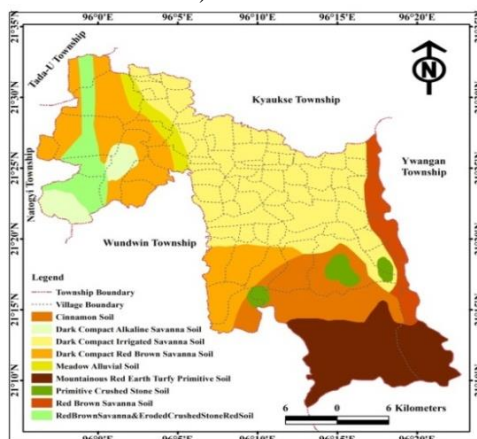 96°0'E 96°5'E 96°10'E 96°15'E 96°20'E
21°35'N
21°30'N
21°25'N
21°20'N
21°15'N
21°10'N
Tada-U Township
Kyaukse Township
N
Natogyi Township
Ywangan
Township
Wundwin Township
Legend
Township Boundary
Village Boundary
Cinnamon Soil
Dark Compact Alkaline Savanna Soil
Dark Compact Irrigated Savanna Soil
Dark Compact Red Brown Savanna Soil
Meadow Alluvial Soil
Mountainous Red Earth Turfy Primitive Soil
Primitive Crushed Stone Soil
Red Brown Savanna Soil
RedBrownSavanna&ErodedCrushedStoneRedSoil
6 0 6
Kilometers
96°0'E 96°5'E 96°10'E 96°15'E 96°20'E